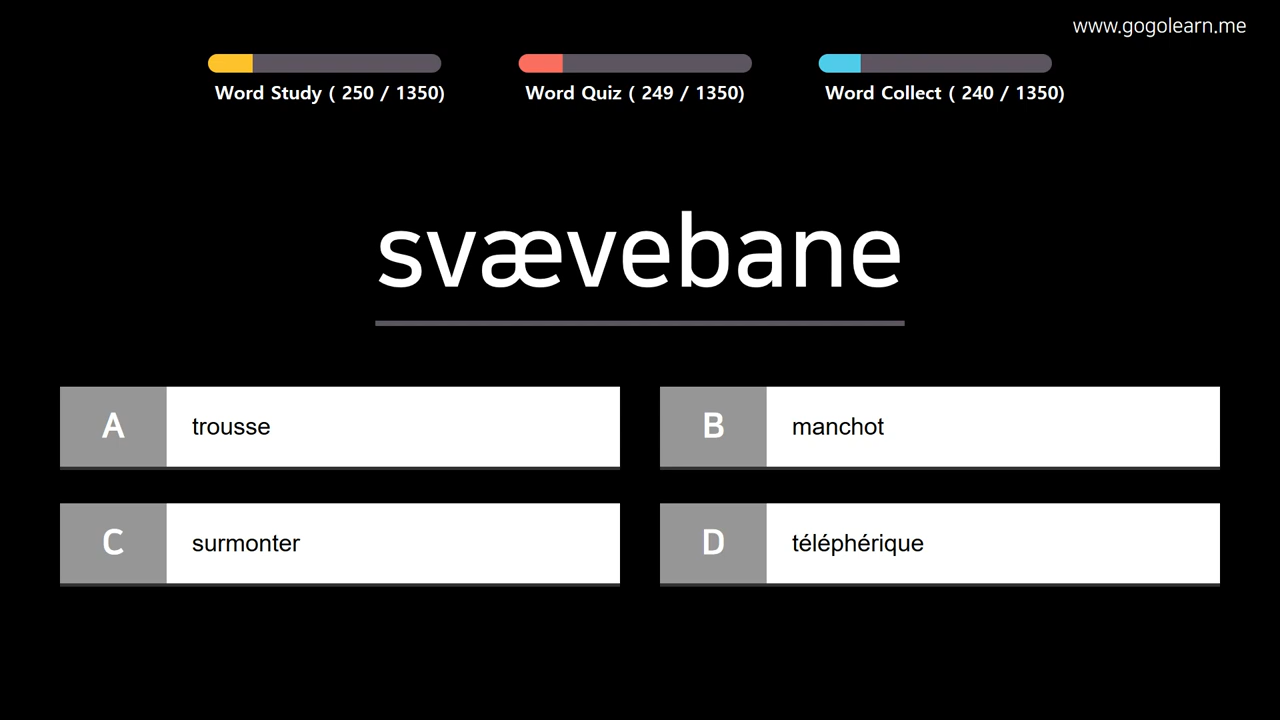 www.gogolearn.me
Word Study ( 250 / 1350)
Word Quiz ( 249 / 1350)
Word Collect ( 240 / 1350)
svævebane
A trousse
B manchot
C surmonter
D téléphérique